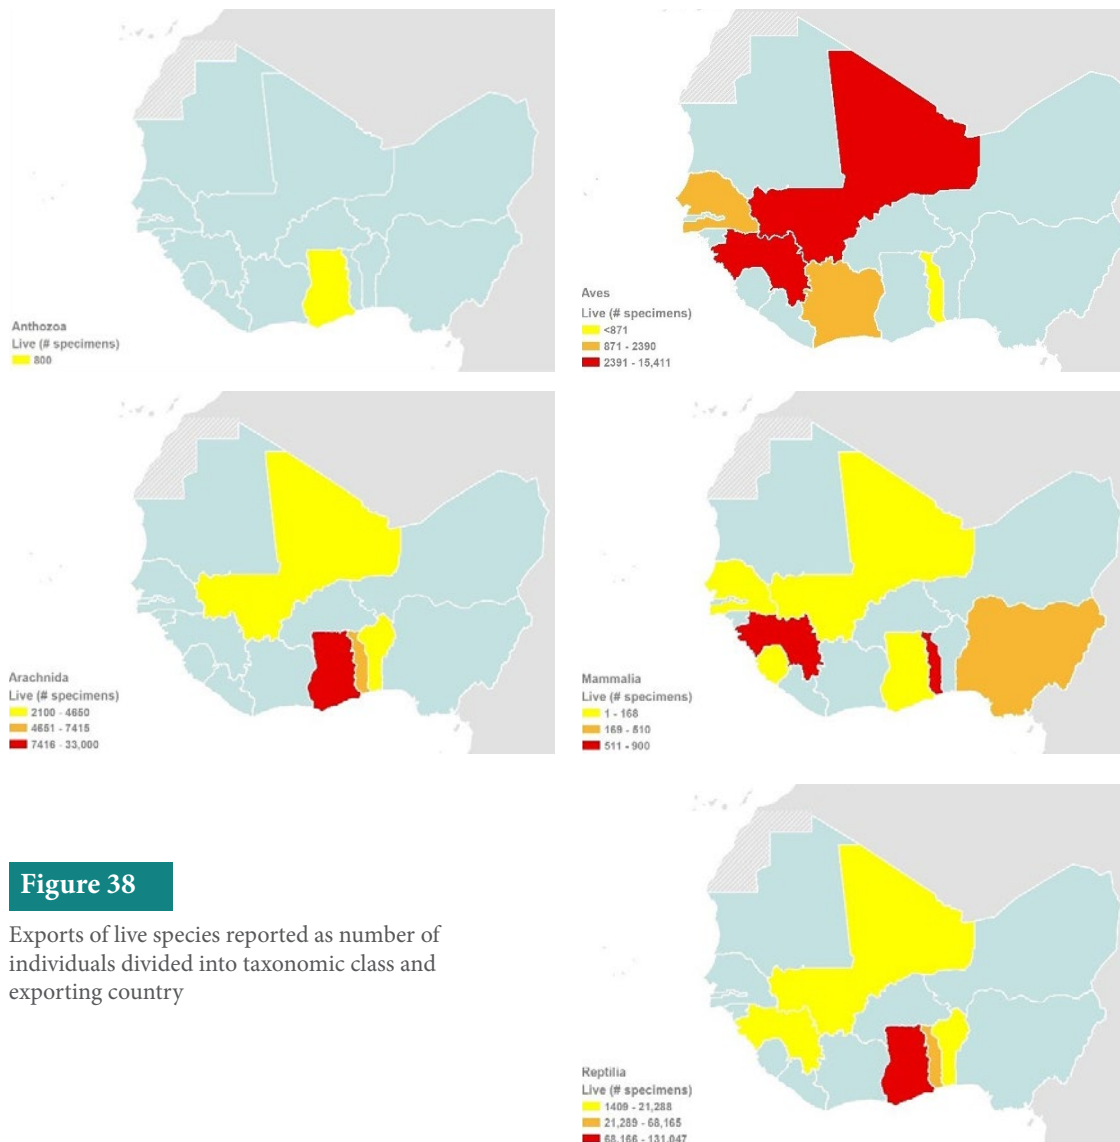 Anthozoa
Live (# specimens)
800
Aves
Live (# specimens)
<871
871 - 2390
2391 - 15,411
Arachnida
Live (# specimens)
2100 - 4650
4651 - 7415
7416 - 33,000
Mammalia
Live (# specimens)
1 - 168
169 - 510
511 - 900
Figure 38
Exports of live species reported as number of
individuals divided into taxonomic class and
exporting country
Reptilia
Live (# specimens)
1409 - 21,288
21,289 - 68,165
68,166 - 131,047